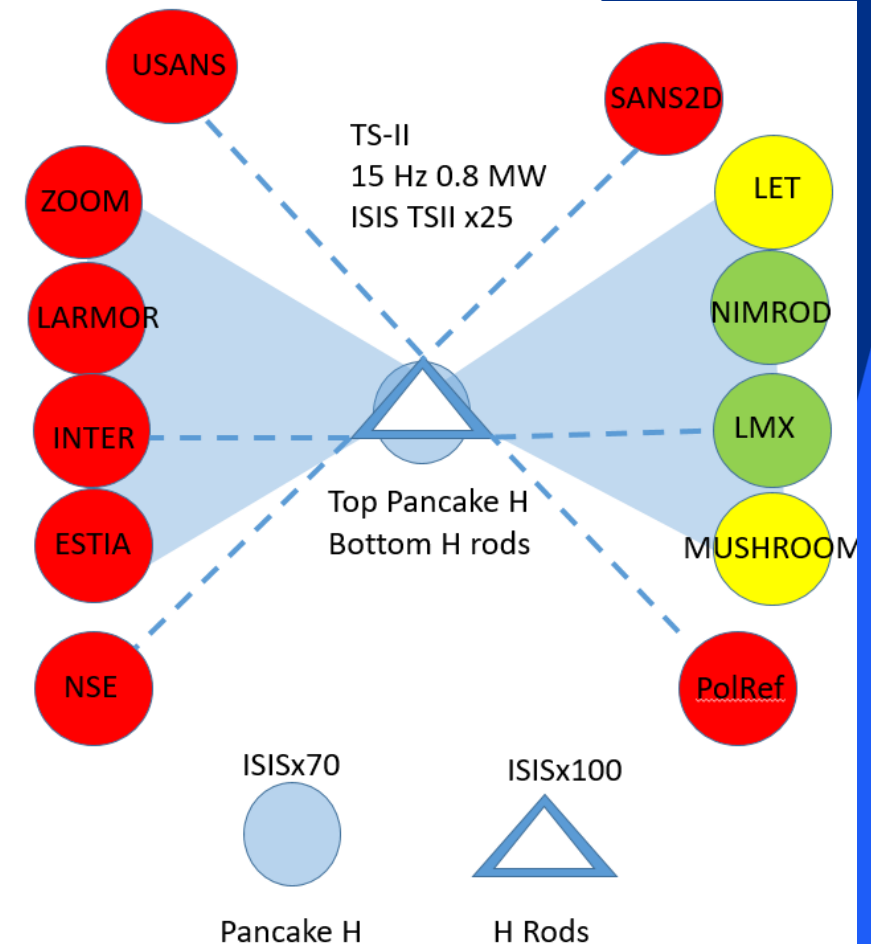 USANS
SANS2D
TS-II
15 Hz 0.8 MW
ISIS TSII x25
ZOOM
LET
LARMOR
NIMROD
INTER
LMX
Top Pancake H
Bottom H rods
ESTIA
MUSHROOM
NSE
PolRef
ISISx70
ISISx100
Pancake H
H Rods